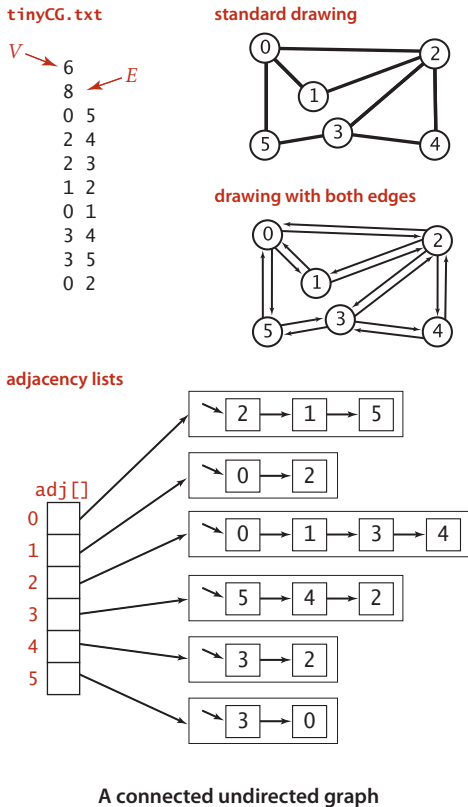 tinyCG.txt
V
6
8
E
0 5
2 4
2 3
1 2
0 1
3 4
3 5
0 2
standard drawing
0
2
1
5
3
4
drawing with both edges
0
2
1
5
3
4
adjacency lists
adj[]
0
1
2
3
4
5
2 1 5
0 2
0 1 3 4
5 4 2
3 2
3 0
A connected undirected graph